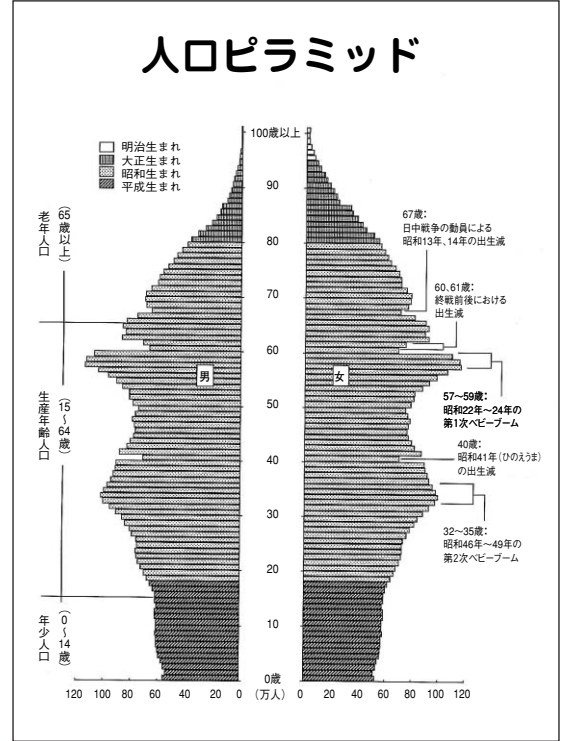 人口ピラミッド
明治生まれ
大正生まれ
昭和生まれ
平成生まれ
100歳以上
90
80
70
60
50
40
30
20
10
0歳
(65歳以上)
老年人口
(15〜64歳)
生産年齢人口
(0〜14歳)
年少人口
男
女
67歳：
日中戦争の動員による
昭和13年、14年の出生減
60、61歳：
終戦前後における
出生減
57〜59歳：
昭和22年〜24年の
第1次ベビーブーム
40歳：
昭和41年（ひのえうま）
の出生減
32〜35歳：
昭和46年〜49年の
第2次ベビーブーム
120 100 80 60 40 20 0 (万人) 0 20 40 60 80 100 120